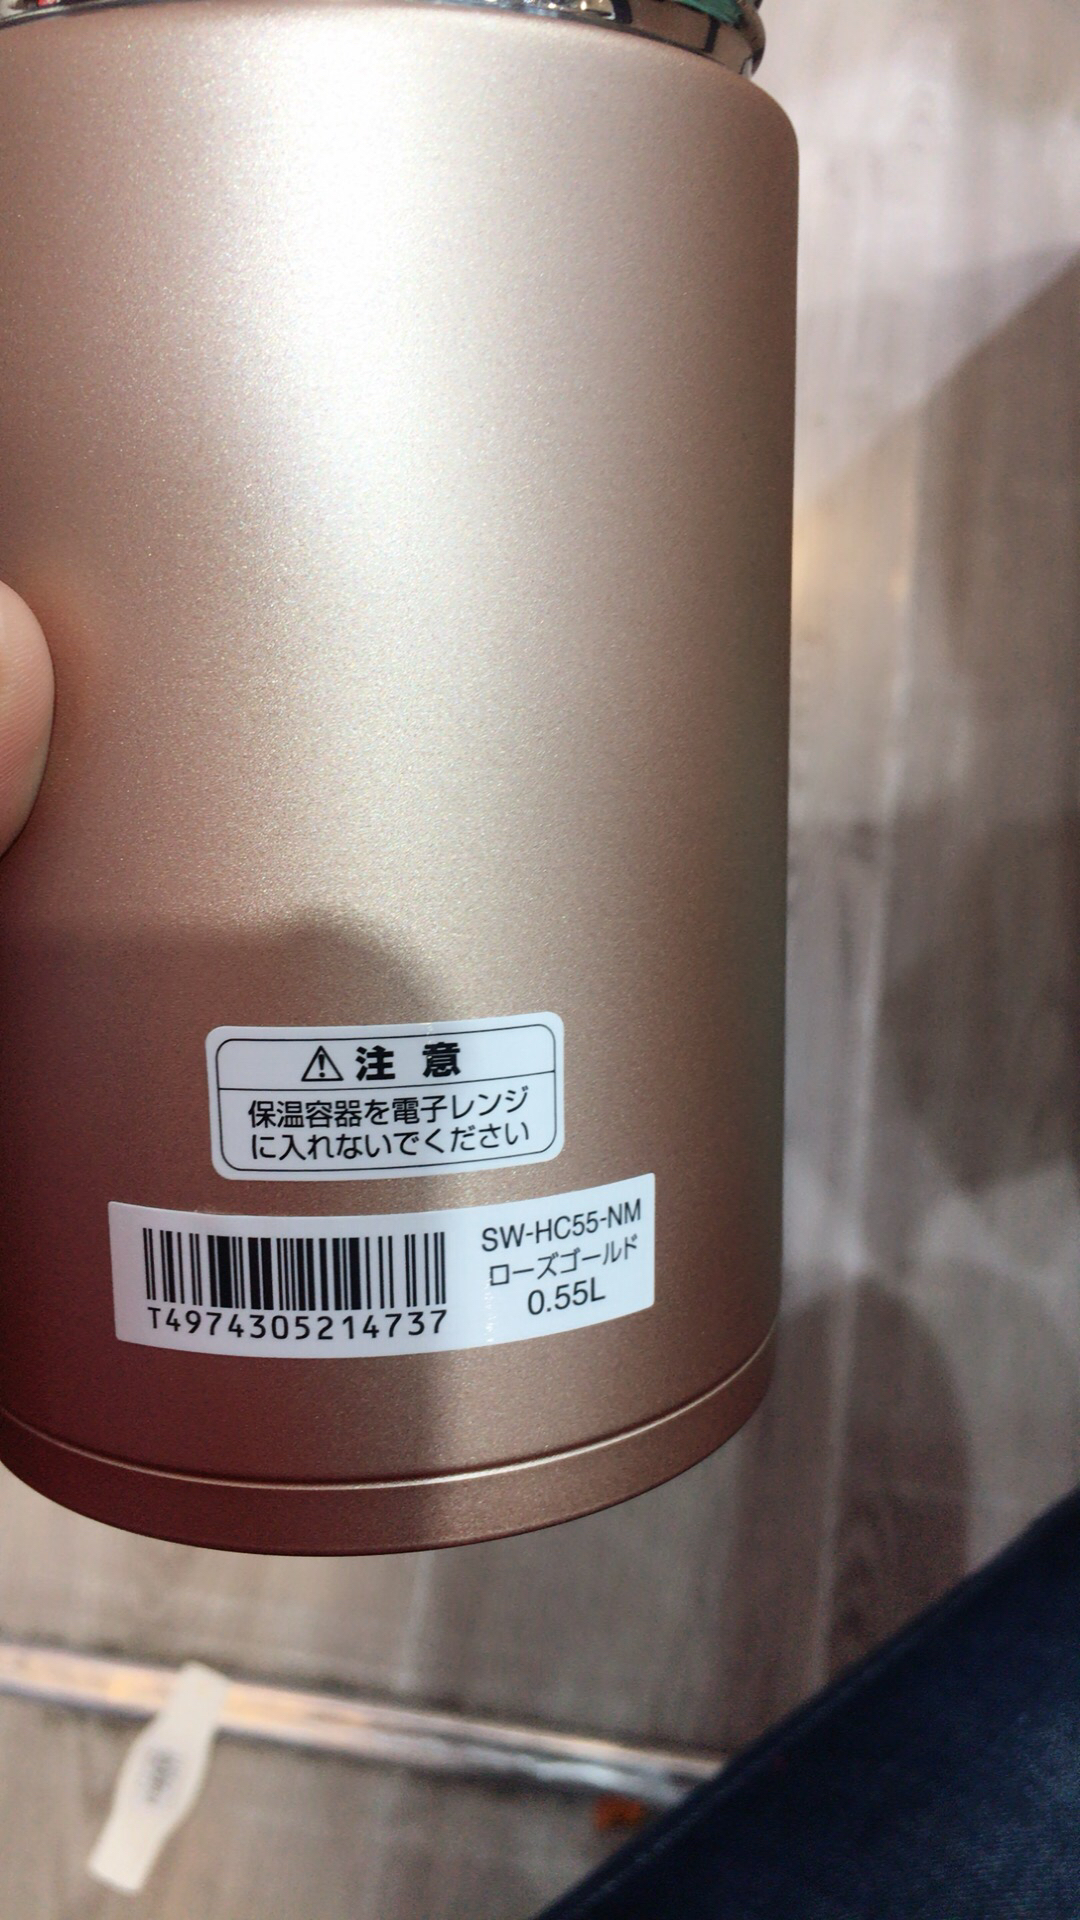 注 意
保温容器を電子レンジ
に入れないでください
SW-HC55-NM
ローズゴールド
0.55L
T4974305214737